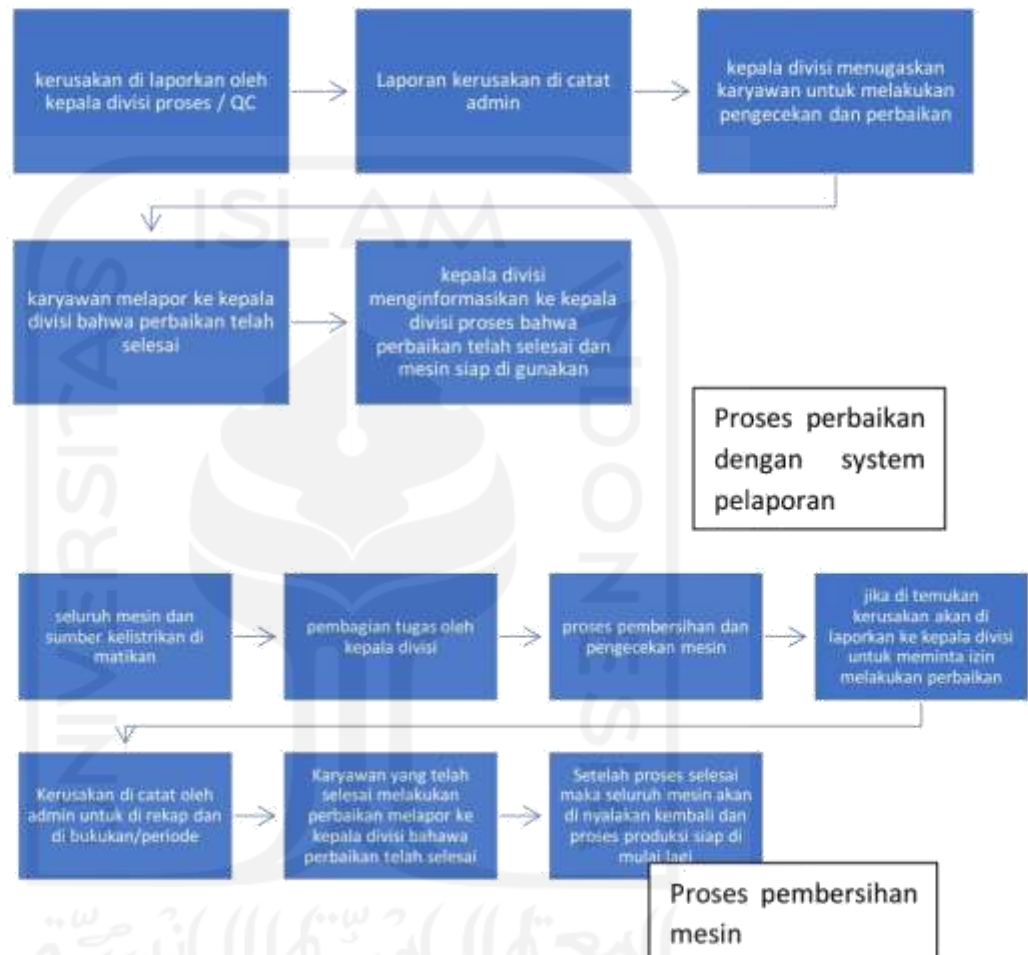 kerusakan di laporkan oleh
kepala divisi proses / QC
Laporan kerusakan di catat
admin
kepala divisi menugaskan
karyawan untuk melakukan
pengecekan dan perbaikan
karyawan melapor ke kepala
divisi bahwa perbaikan telah
selesai
kepala divisi
menginformasikan ke kepala
divisi proses bahwa
perbaikan telah selesai dan
mesin siap di gunakan
Proses perbaikan
dengan system
pelaporan
seluruh mesin dan
sumber kelistrikan di
matikan
pembagian tugas oleh
kepala divisi
proses pembersihan dan
pengecekan mesin
jika di temukan
kerusakan akan di
laporkan ke kepala divisi
untuk meminta izin
melakukan perbaikan
Kerusakan di catat oleh
admin untuk di rekap dan
di bukukan/periode
Karyawan yang telah
selesai melakukan
perbaikan melapor ke
kepala divisi bahawa
perbaikan telah selesai
Setelah proses selesai
maka seluruh mesin akan
di nyalakan kembali dan
proses produksi siap di
mulai lagi
Proses pembersihan
mesin
ISLAM
UNIVERSITAS
INDONESIA